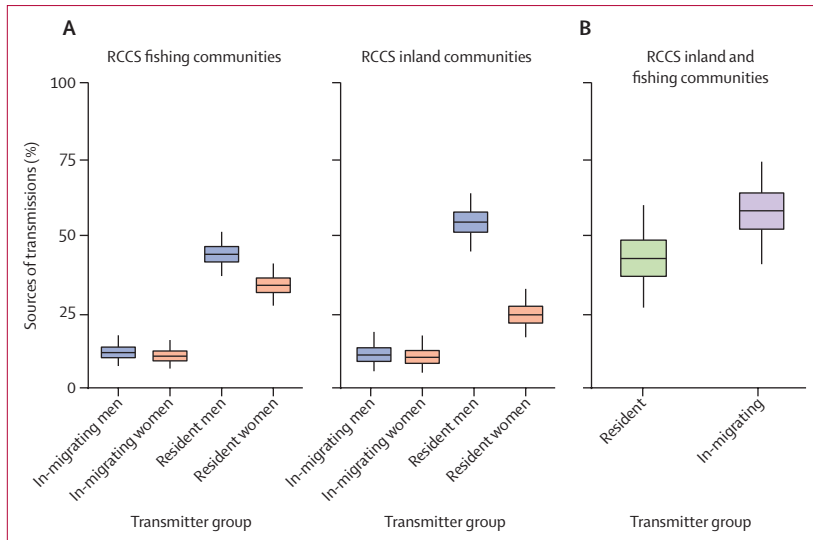 A
RCCS fishing communities
Sources of transmissions (%)
100
75
50
25
0
In-migrating men
In-migrating women
Resident men
Resident women
Transmitter group
RCCS inland communities
In-migrating men
In-migrating women
Resident men
Resident women
Transmitter group
B
RCCS inland and
fishing communities
Resident
In-migrating
Transmitter group